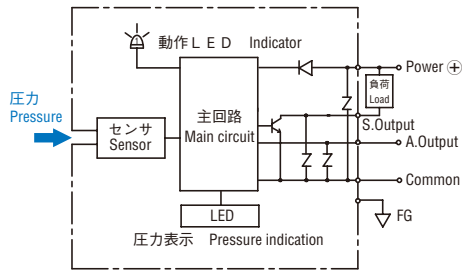 動作ＬＥＤ Indicator
Power ⊕
負荷
Load
圧力
Pressure
センサ
Sensor
主回路
Main circuit
S.Output
A.Output
Common
LED
FG
圧力表示 Pressure indication